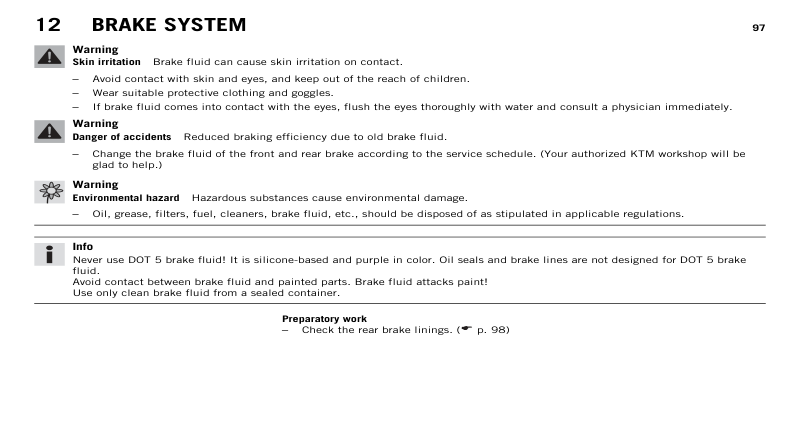 12 BRAKE SYSTEM 97
Warning
Skin irritation Brake fluid can cause skin irritation on contact.
– Avoid contact with skin and eyes, and keep out of the reach of children.
– Wear suitable protective clothing and goggles.
– If brake fluid comes into contact with the eyes, flush the eyes thoroughly with water and consult a physician immediately.
Warning
Danger of accidents Reduced braking efficiency due to old brake fluid.
– Change the brake fluid of the front and rear brake according to the service schedule. (Your authorized KTM workshop will be
glad to help.)
Warning
Environmental hazard Hazardous substances cause environmental damage.
– Oil, grease, filters, fuel, cleaners, brake fluid, etc., should be disposed of as stipulated in applicable regulations.
Info
Never use DOT 5 brake fluid! It is silicone-based and purple in color. Oil seals and brake lines are not designed for DOT 5 brake
fluid.
Avoid contact between brake fluid and painted parts. Brake fluid attacks paint!
Use only clean brake fluid from a sealed container.
Preparatory work
– Check the rear brake linings. (☛ p. 98)